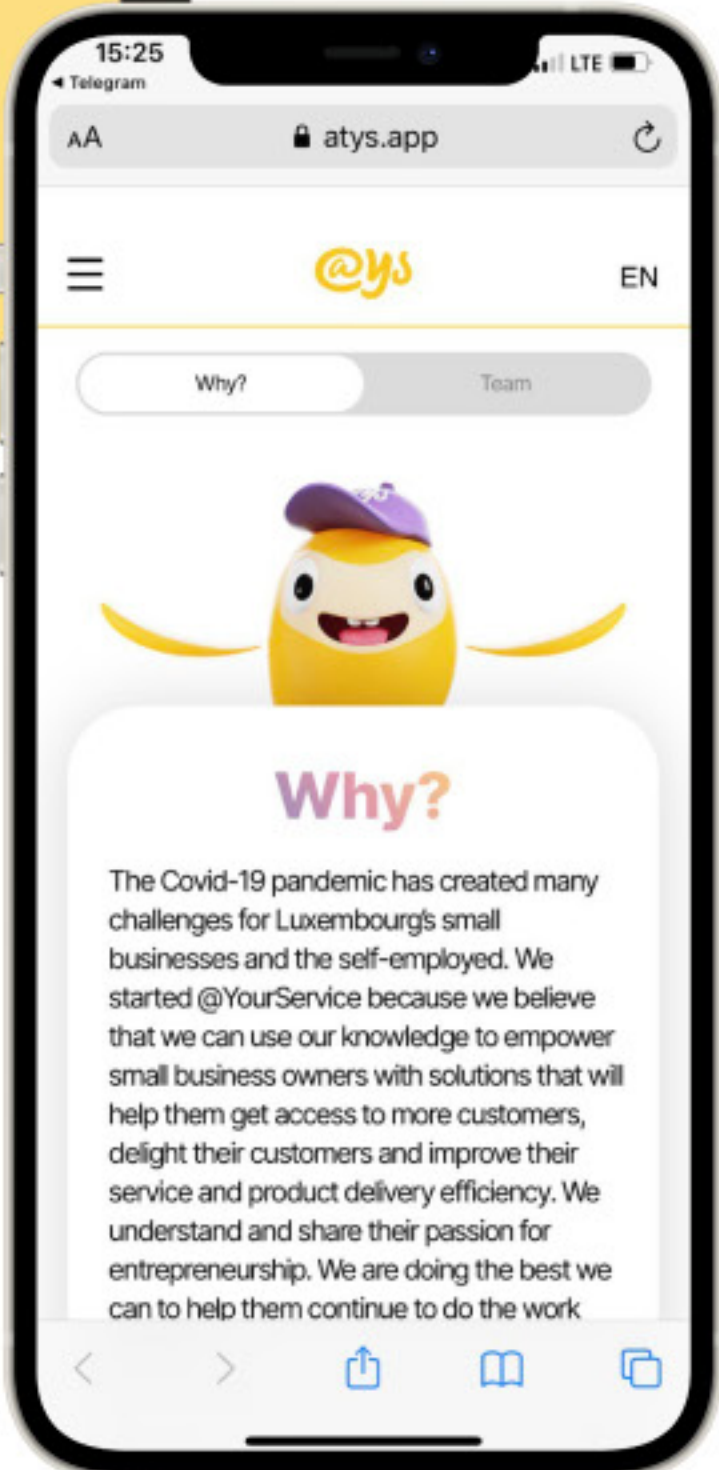 15:25
LTE
◄ Telegram
AA
atys.app
@ys
EN
Why?
Team
ys
Why?
The Covid-19 pandemic has created many
challenges for Luxembourg's small
businesses and the self-employed. We
started @YourService because we believe
that we can use our knowledge to empower
small business owners with solutions that will
help them get access to more customers,
delight their customers and improve their
service and product delivery efficiency. We
understand and share their passion for
entrepreneurship. We are doing the best we
can to help them continue to do the work